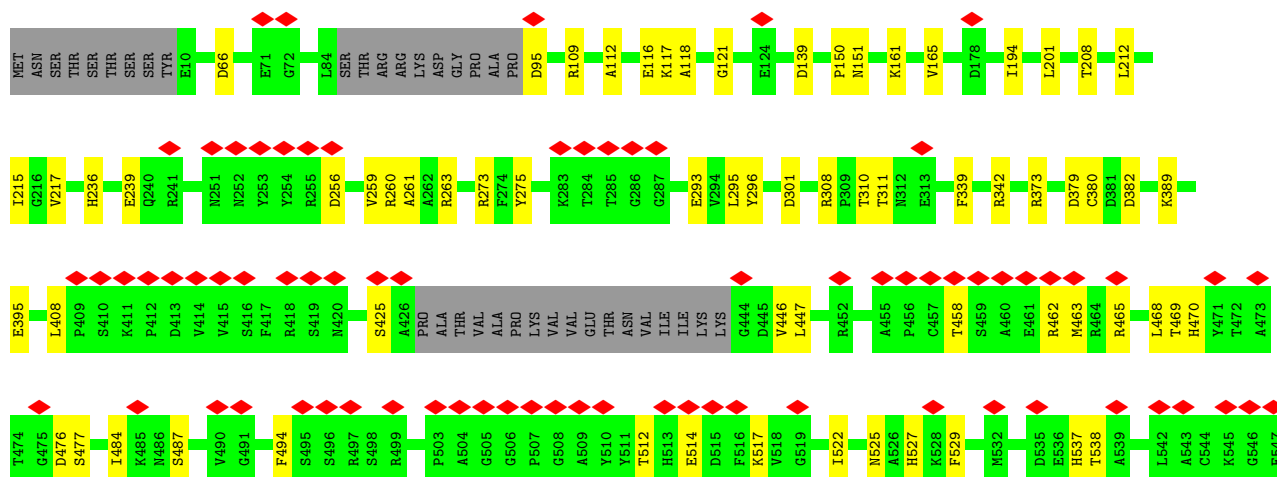 MET ASN SER THR SER THR SER SER TYR E10 D66 E71 G72 L84 SER THR ARG ARG LYS ASP GLY PRO ALA PRO D95 R109 A112 E116 K117 A118 G121 E124 D139 P150 N151 K161 V165 D178 I194 L201 T208 L212
I215 G216 V217 H236 E239 Q240 R241 N251 N252 Y253 Y254 R255 D256 V259 R260 A261 A262 R263 R273 F274 Y275 K283 T284 T285 G286 G287 E293 V294 L295 Y296 D301 R308 P309 T310 T311 N312 E313 F339 R342 R373 D379 C380 D381 D382 K389
E395 L408 P409 S410 K411 P412 D413 V414 V415 S416 F417 R418 S419 N420 S425 A426 PRO ALA THR VAL ALA PRO LYS VAL VAL GLU THR ASN VAL ILE ILE LYS LYS G444 D445 V446 L447 R452 A455 P456 C457 T458 S459 A460 E461 R462 M463 R464 R465 L468 T469 H470 Y471 T472 A473
T474 G475 D476 S477 I484 K485 N486 S487 V490 G491 F494 S495 S496 R497 S498 R499 P503 A504 G505 G506 P507 G508 A509 Y510 Y511 T512 H513 E514 D515 F516 K517 V518 G519 I522 N525 A526 H527 K528 F529 M532 D535 E536 H537 T538 A539 L542 A543 C544 K545 G546